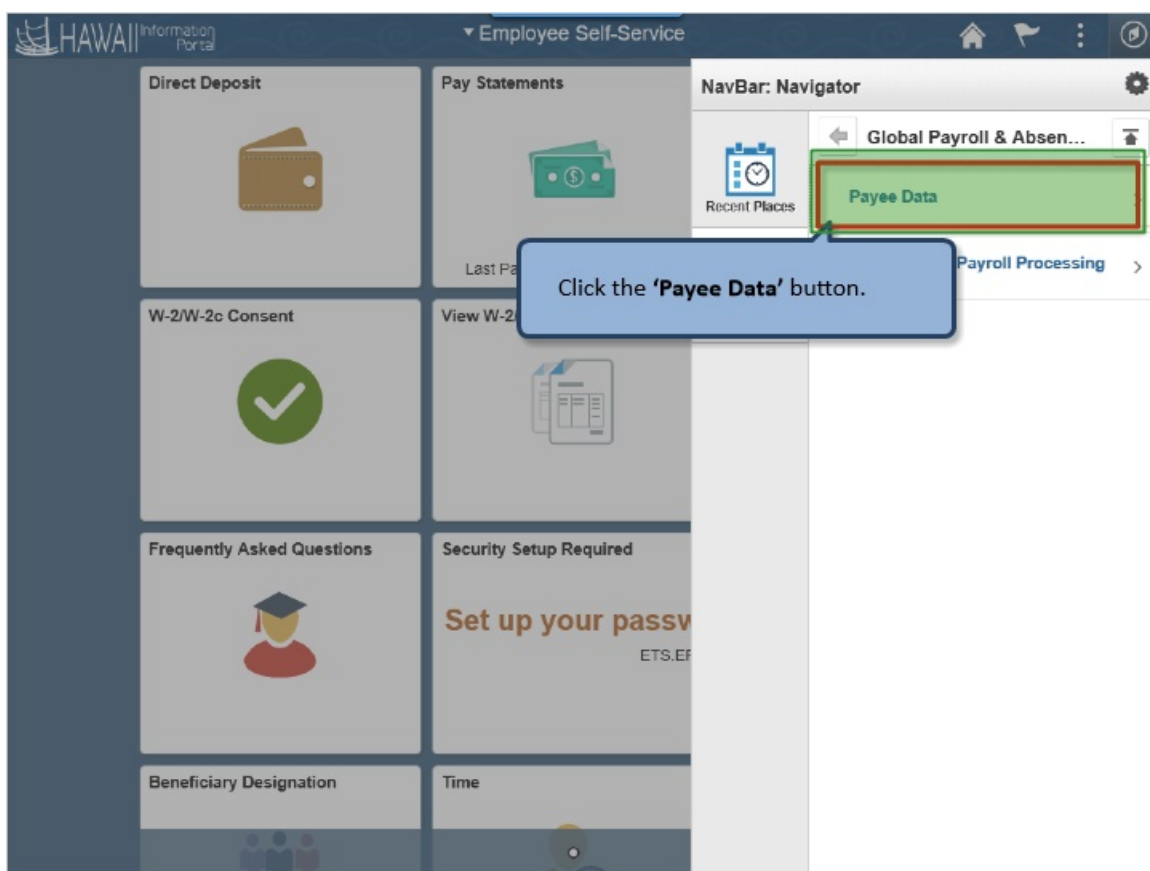 HAWAII Information Portal
Employee Self-Service
Direct Deposit
Pay Statements
NavBar: Navigator
Global Payroll & Absen...
Recent Places
Payee Data
Last Pa
Click the ‘Payee Data’ button.
Payroll Processing
W-2/W-2c Consent
View W-2/
Frequently Asked Questions
Security Setup Required
Set up your passw
ETS.ER
Beneficiary Designation
Time